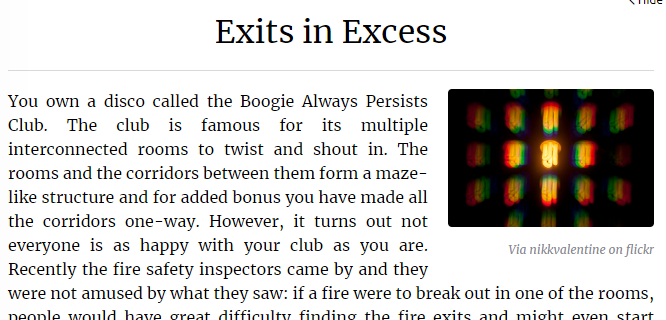 Hide
Exits in Excess
You own a disco called the Boogie Always Persists
Club. The club is famous for its multiple
interconnected rooms to twist and shout in. The
rooms and the corridors between them form a maze-
like structure and for added bonus you have made all
the corridors one-way. However, it turns out not
everyone is as happy with your club as you are.
Via nikkvalentine on flickr
Recently the fire safety inspectors came by and they
were not amused by what they saw: if a fire were to break out in one of the rooms,
people would have great difficulty finding the fire exits and might even start